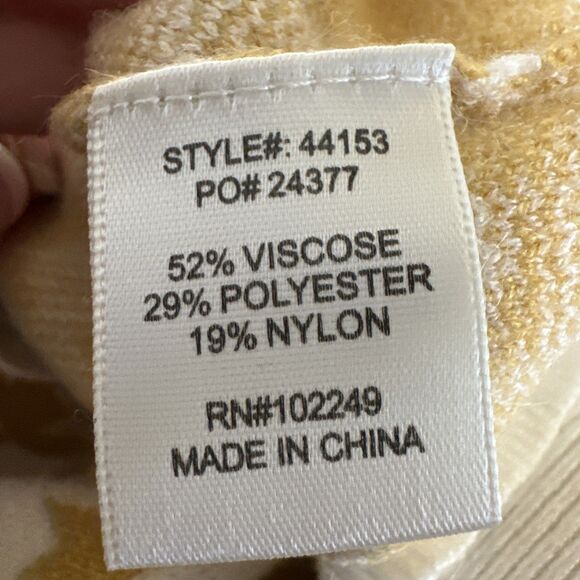 STYLE#: 44153
PO# 24377
52% VISCOSE
29% POLYESTER
19% NYLON
RN#102249
MADE IN CHINA